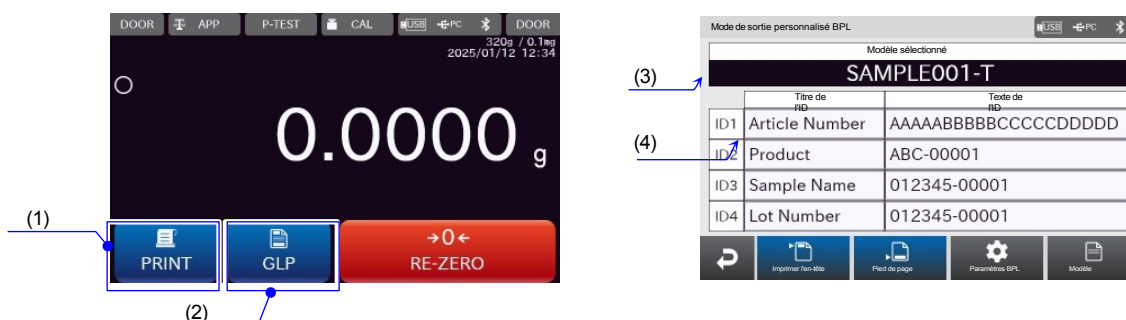 DOOR APP P-TEST CAL USB PC DOOR
320g / 0.1mg
2025/01/12 12:34
0.0000 g
PRINT GLP →0← RE-ZERO
(1)
(2)
Mode de sortie personnalisé BPL USB PC
Modèle sélectionné
SAMPLE001-T
(3)
Titre de l'ID Texte de l'ID
ID1 Article Number AAAAABBBBBCCCCCDDDDD
(4)
ID2 Product ABC-00001
ID3 Sample Name 012345-00001
ID4 Lot Number 012345-00001
Imprimer l'en-tête Pied de page Paramètres BPL Modèle